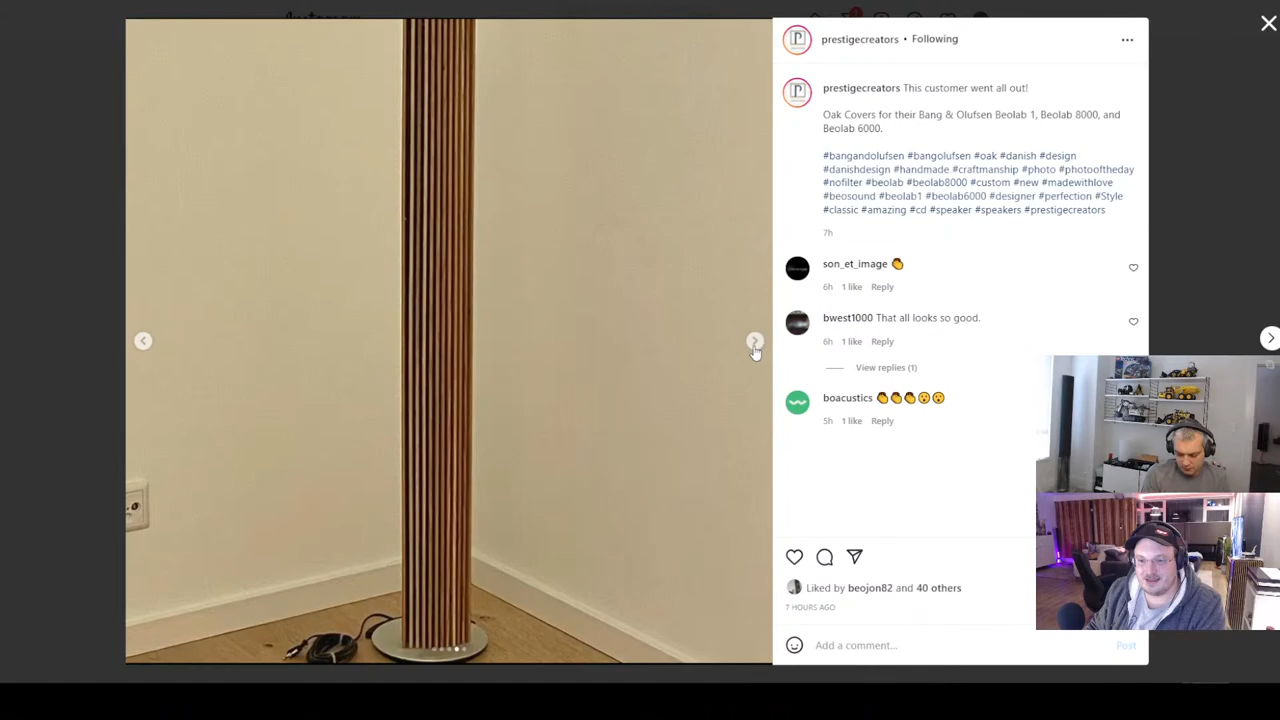 prestigecreators • Following
prestigecreators This customer went all out!
Oak Covers for their Bang & Olufsen Beolab 1, Beolab 8000, and
Beolab 6000.
#bangandolufsen #bangolufsen #oak #danish #design
#danishdesign #handmade #craftmanship #photo #photooftheday
#nofilter #beolab #beolab8000 #custom #new #madewithlove
#beosound #beolab1 #beolab6000 #designer #perfection #Style
#classic #amazing #cd #speaker #speakers #prestigecreators
7h
son_et_image
6h 1 like Reply
bwest1000 That all looks so good.
6h 1 like Reply
View replies (1)
boacustics
5h 1 like Reply
Liked by beojon82 and 40 others
7 HOURS AGO
Add a comment...
Post